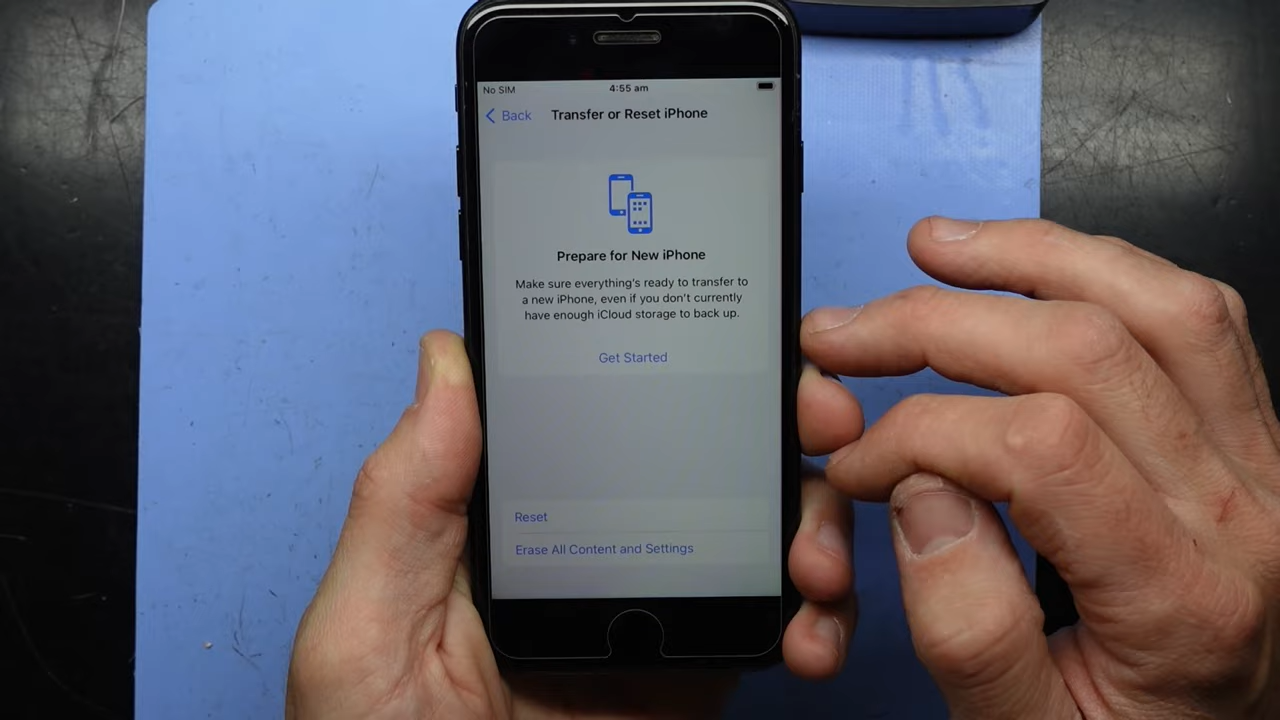 No SIM
4:55 am
Back
Transfer or Reset iPhone
Prepare for New iPhone
Make sure everything's ready to transfer to
a new iPhone, even if you don't currently
have enough iCloud storage to back up.
Get Started
Reset
Erase All Content and Settings